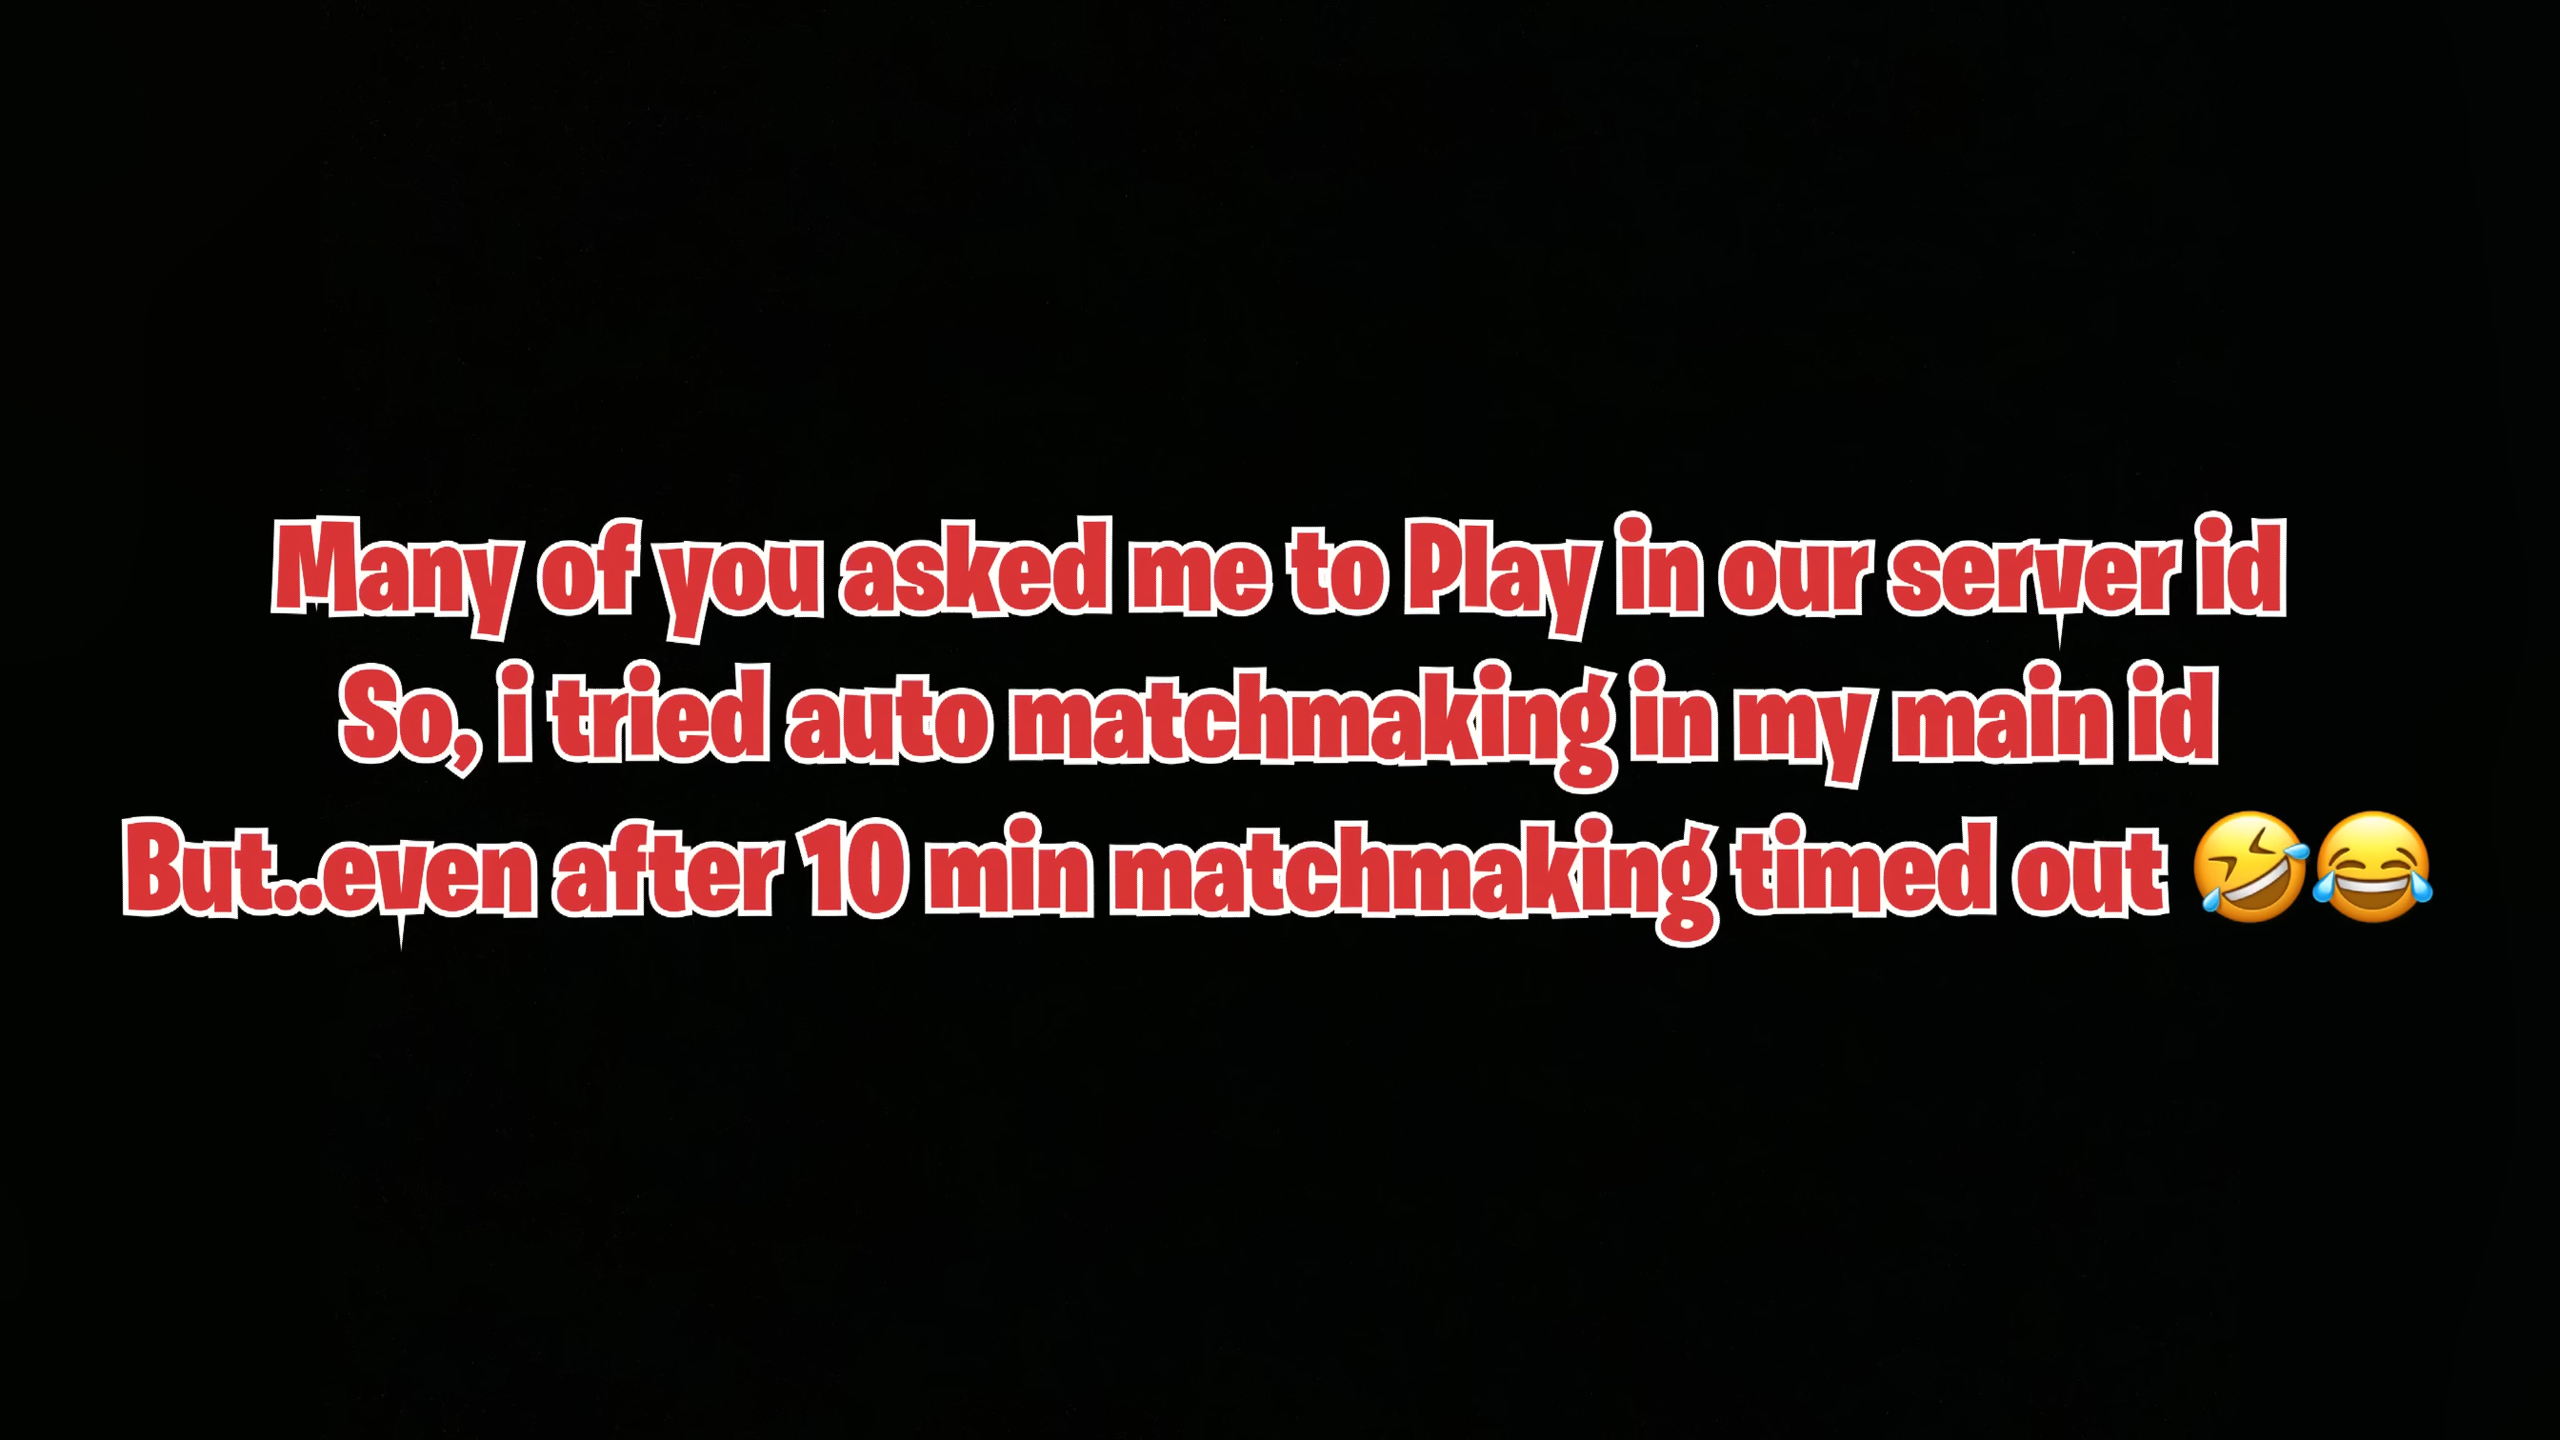 Many of you asked me to Play in our server id
So, i tried auto matchmaking in my main id
But..even after 10 min matchmaking timed out 🤣😂